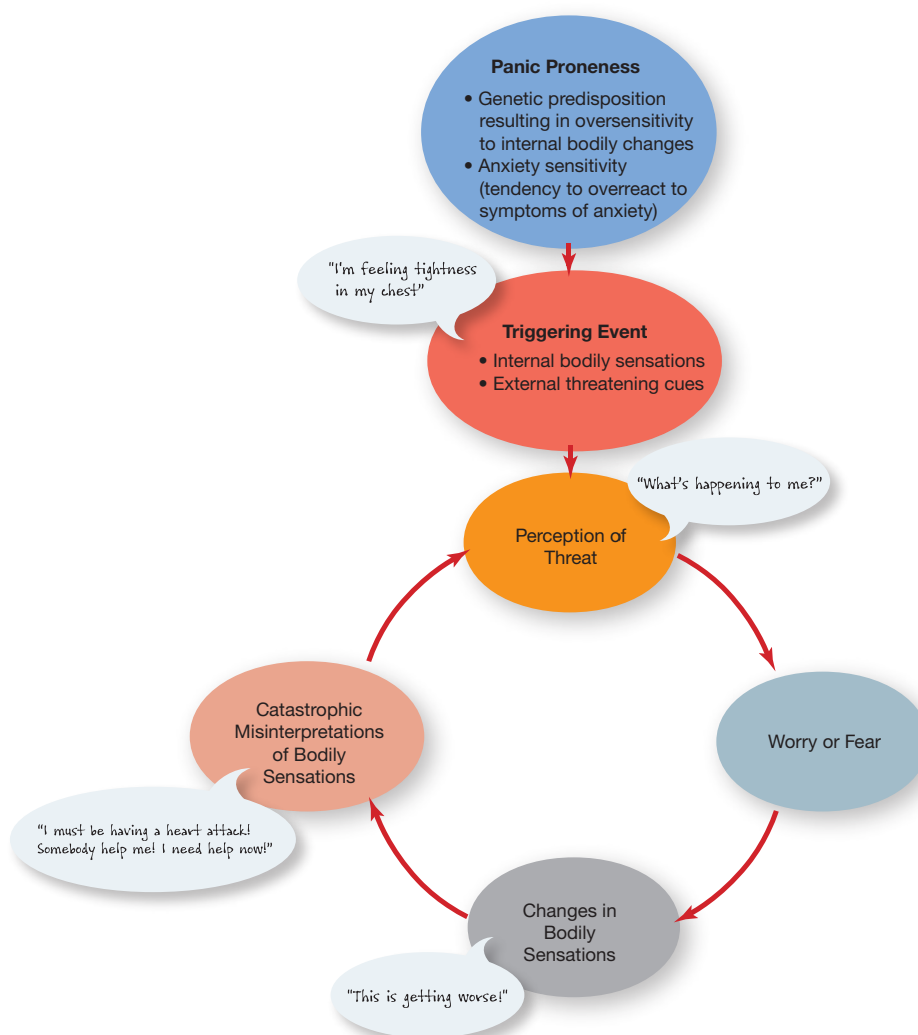 Panic Proneness
• Genetic predisposition
resulting in oversensitivity
to internal bodily changes
• Anxiety sensitivity
(tendency to overreact to
symptoms of anxiety)
"I'm feeling tightness
in my chest"
Triggering Event
• Internal bodily sensations
• External threatening cues
"What's happening to me?"
Perception of
Threat
Worry or Fear
Changes in
Bodily
Sensations
"This is getting worse!"
Catastrophic
Misinterpretations
of Bodily
Sensations
"I must be having a heart attack!
Somebody help me! I need help now!"